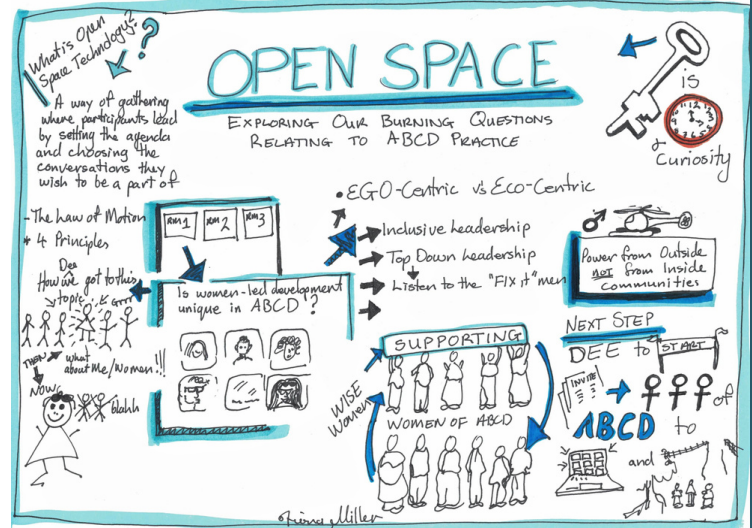 What is Open
Space Technology?
?
A way of gathering
where participants lead
by setting the agenda
and choosing the
conversations they
wish to be a part of
- The Law of Motion
+ 4 Principles
OPEN SPACE
EXPLORING OUR BURNING QUESTIONS
RELATING TO ABCD PRACTICE
is
12
& Curiosity
RM 1
RM 2
RM 3
Is women-led development
unique in ABCD?
Dee
How we got to this
topic
Grrr
THEN
what
about Me/Women!!!
NOW
blahh
• EGO-Centric vs Eco-Centric
Inclusive Leadership
Top Down Leadership
Listen to the "FIX it" men
Power from Outside
NOT from Inside
communities
SUPPORTING
WISE
Women
WOMEN OF ABCD
NEXT STEP
DEE to START
INVITE
of
ABCD to
and
Fiona Miller